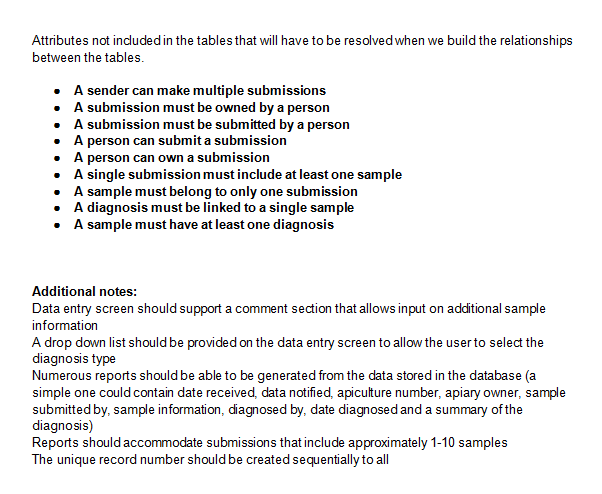 Attributes not included in the tables that will have to be resolved when we build the relationships
between the tables.
• A sender can make multiple submissions
• A submission must be owned by a person
• A submission must be submitted by a person
• A person can submit a submission
• A person can own a submission
• A single submission must include at least one sample
• A sample must belong to only one submission
• A diagnosis must be linked to a single sample
• A sample must have at least one diagnosis
Additional notes:
Data entry screen should support a comment section that allows input on additional sample
information
A drop down list should be provided on the data entry screen to allow the user to select the
diagnosis type
Numerous reports should be able to be generated from the data stored in the database (a
simple one could contain date received, data notified, apiculture number, apiary owner, sample
submitted by, sample information, diagnosed by, date diagnosed and a summary of the
diagnosis)
Reports should accommodate submissions that include approximately 1-10 samples
The unique record number should be created sequentially to all